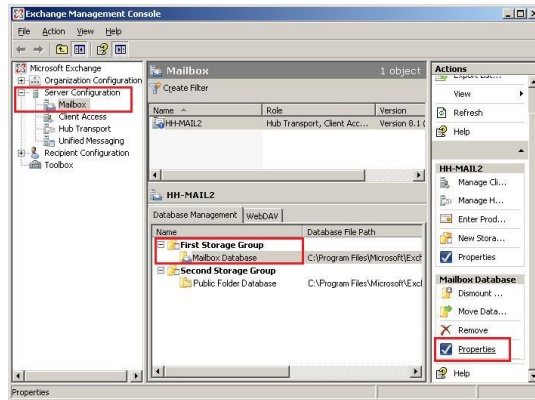 Exchange Management Console
File Action View Help
Microsoft Exchange
Organization Configuration
Server Configuration
Mailbox
Client Access
Hub Transport
Unified Messaging
Recipient Configuration
Toolbox
Mailbox 1 object
Create Filter
Name Role Version
HH-MAIL2 Hub Transport, Client Acc... Version 8.1 (
HH-MAIL2
Database Management WebDAV
Name Database File Path
First Storage Group
Mailbox Database C:\Program Files\Microsoft\Exch
Second Storage Group
Public Folder Database C:\Program Files\Microsoft\Excl
Actions
View
Refresh
Help
HH-MAIL2
Manage Cli...
Manage H...
Enter Prod...
New Stora...
Properties
Mailbox Database
Dismount ...
Move Data...
Remove
Properties
Help
Properties